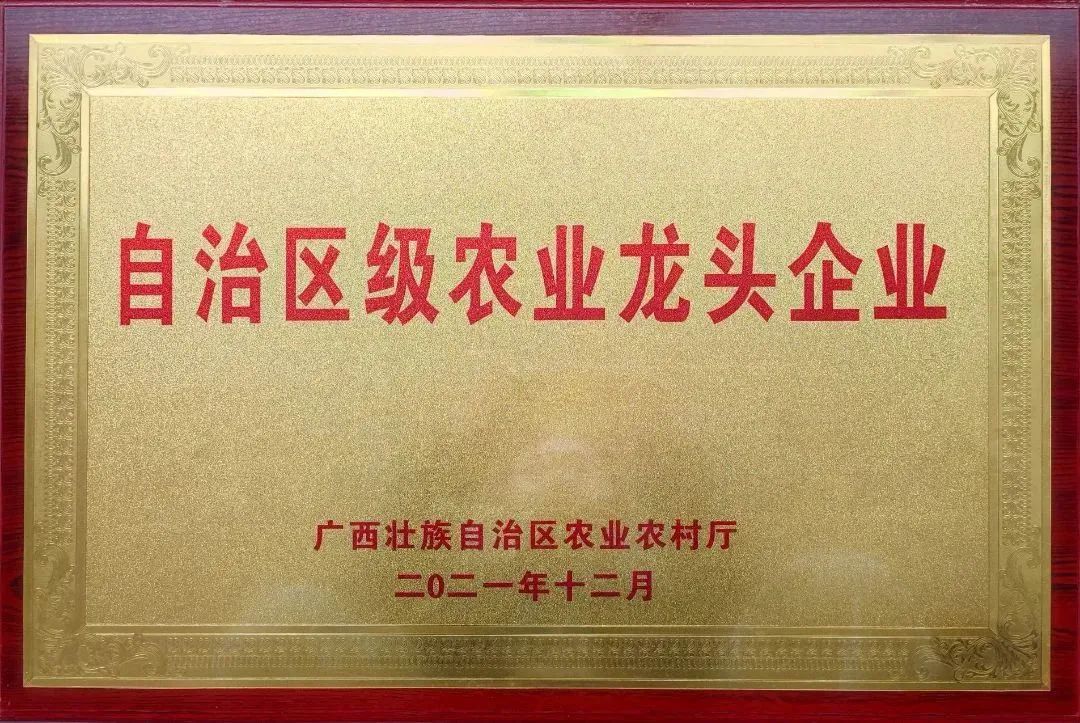 自治区级农业龙头企业
广西壮族自治区农业农村厅
二0二一年十二月